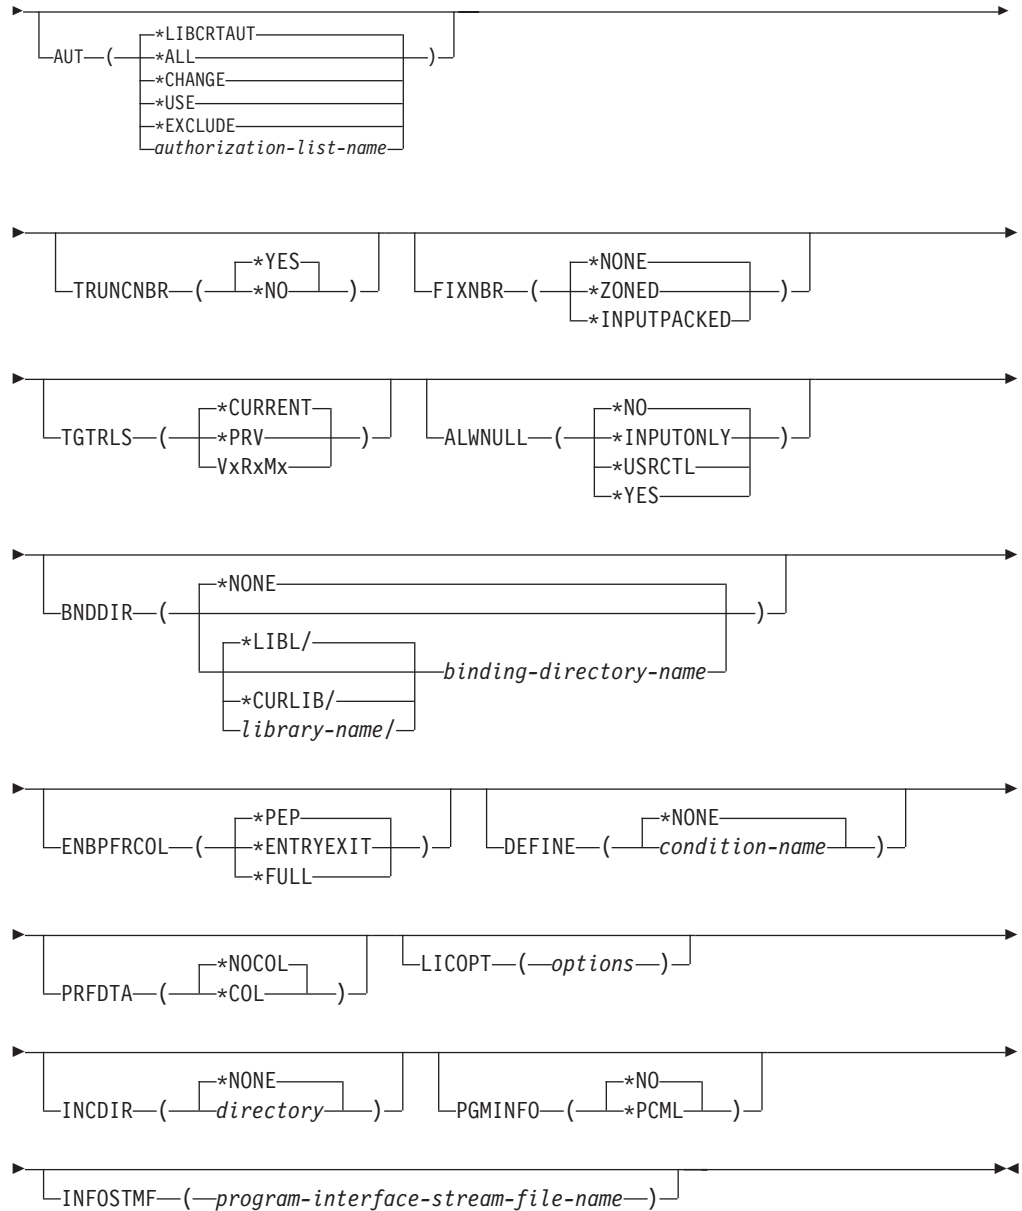 *LIBCRTAUT
AUT ( *ALL )
*CHANGE
*USE
*EXCLUDE
authorization-list-name
*YES *NONE
TRUNCNBR ( *NO ) FIXNBR ( *ZONED )
*INPUTPACKED
*CURRENT *NO
TGTRLS ( *PRV ) ALWNULL ( *INPUTONLY )
VxRxMx *USRCTL
*YES
*NONE
BNDDIR ( )
*LIBL/
binding-directory-name
*CURLIB/
library-name/
*PEP *NONE
ENBPFRCOL ( *ENTRYEXIT ) DEFINE ( condition-name )
*FULL
*NOCOL LICOPT ( options )
PRFDTA ( *COL )
*NONE *NO
INCDIR ( directory ) PGMINFO ( *PCML )
INFOSTMF ( program-interface-stream-file-name )